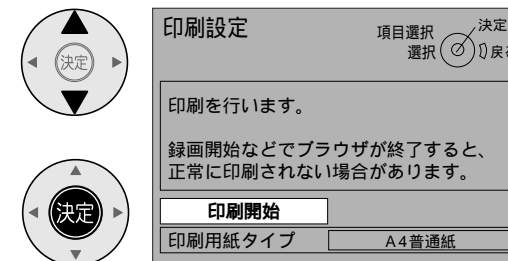 決定
印刷設定
項目選択
決定
選択
戻る
印刷を行います。
録画開始などでブラウザが終了すると、
正常に印刷されない場合があります。
決定
印刷開始
印刷用紙タイプ
A4普通紙